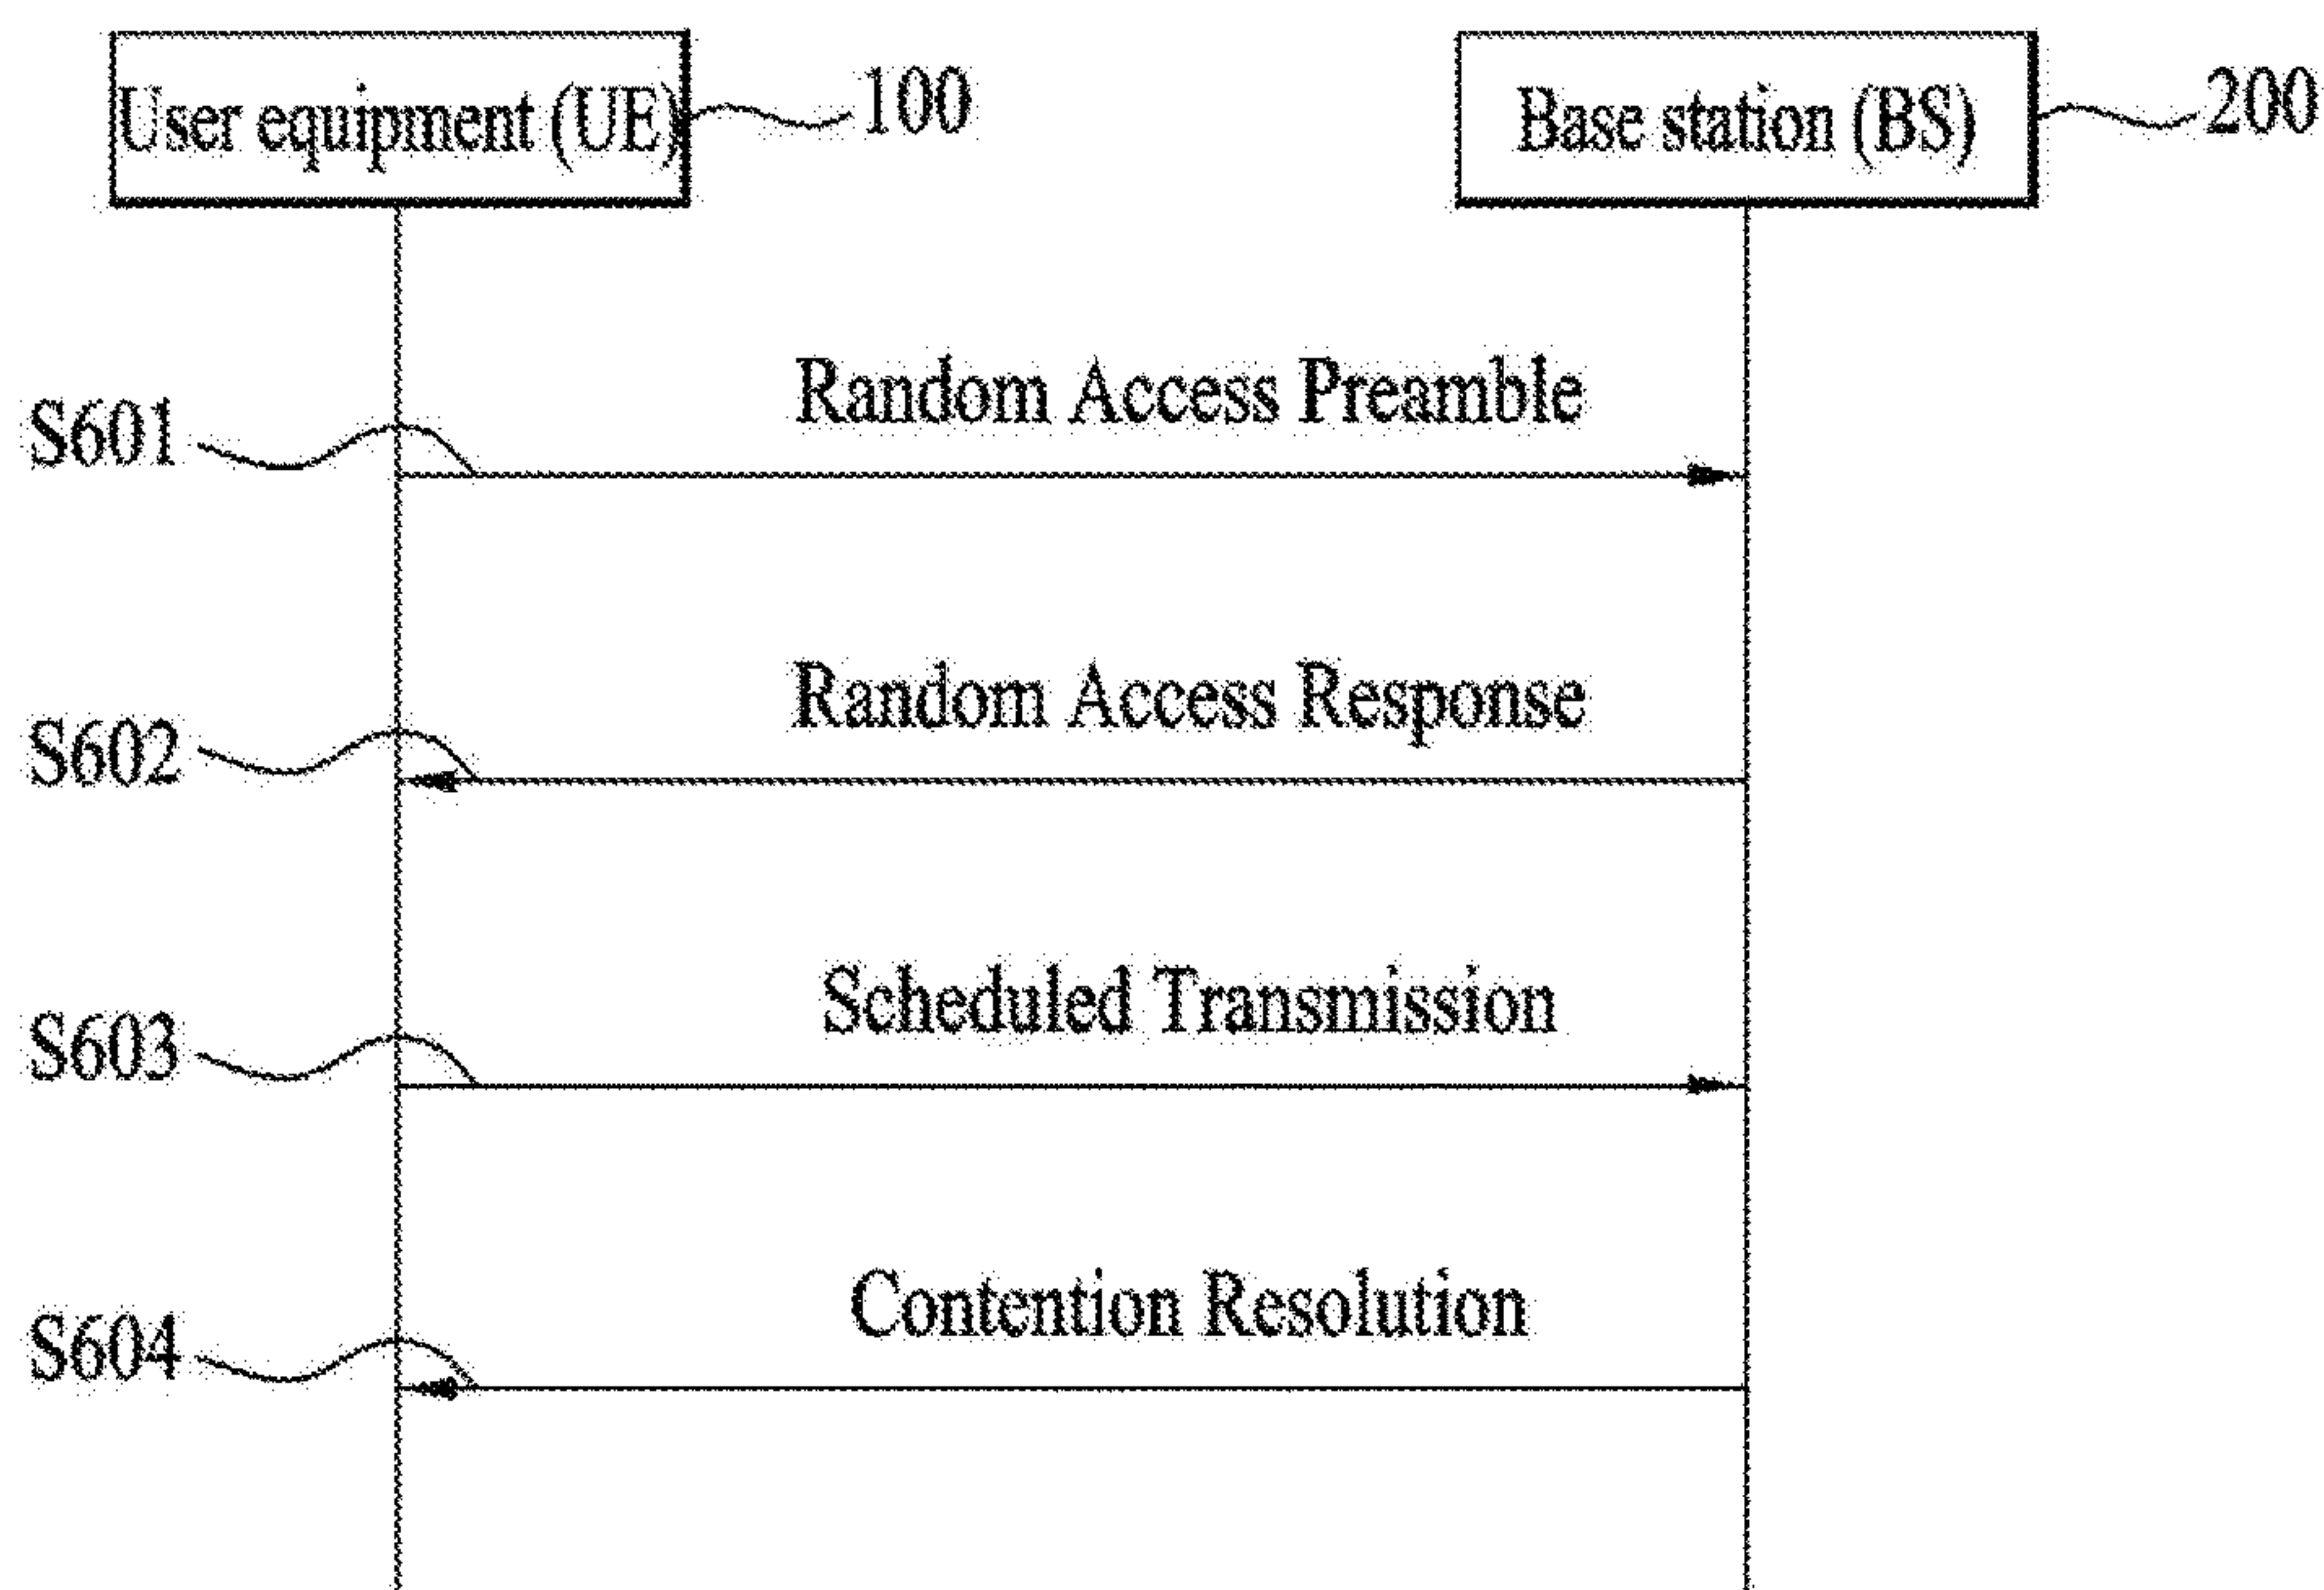 User equipment (UE) 100
Base station (BS) 200
Random Access Preamble
S601
Random Access Response
S602
Scheduled Transmission
S603
Contention Resolution
S604